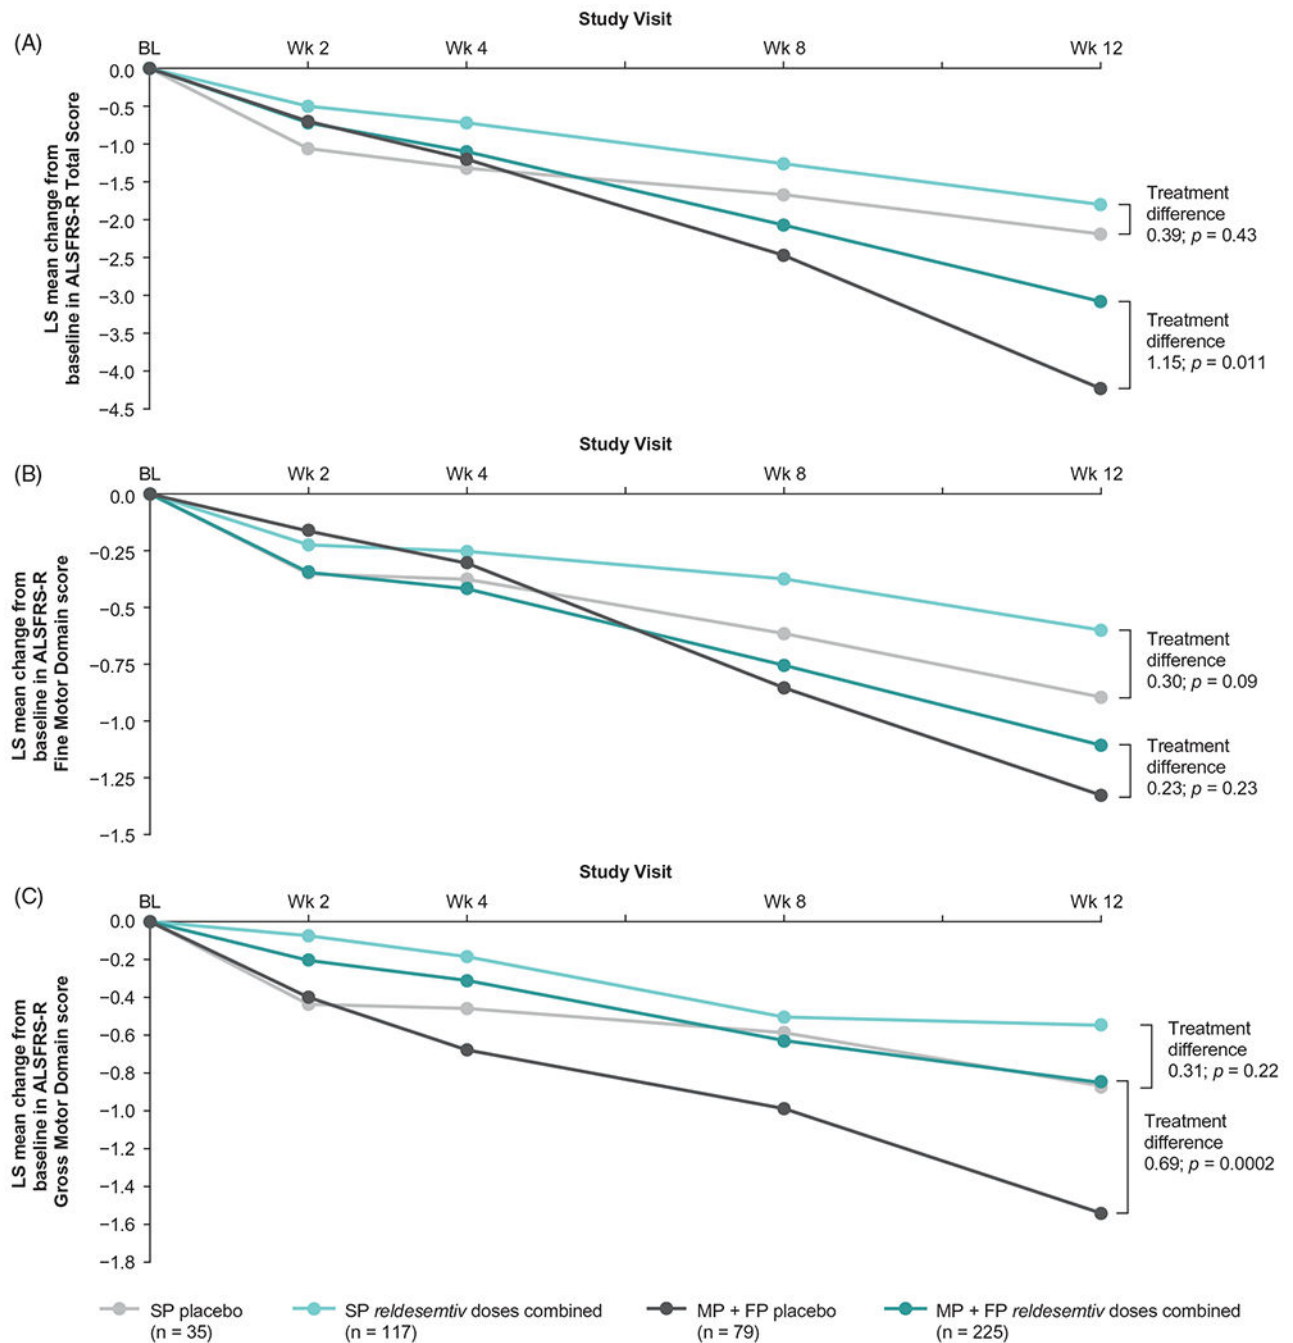 (A)
Study Visit
BL Wk 2 Wk 4 Wk 8 Wk 12
LS mean change from
baseline in ALSFRS-R Total Score
0.0
−0.5
−1.0
−1.5
−2.0
−2.5
−3.0
−3.5
−4.0
−4.5
Treatment
difference
0.39; p = 0.43
Treatment
difference
1.15; p = 0.011
(B)
Study Visit
BL Wk 2 Wk 4 Wk 8 Wk 12
LS mean change from
baseline in ALSFRS-R
Fine Motor Domain score
0.0
−0.25
−0.5
−0.75
−1.0
−1.25
−1.5
Treatment
difference
0.30; p = 0.09
Treatment
difference
0.23; p = 0.23
(C)
Study Visit
BL Wk 2 Wk 4 Wk 8 Wk 12
LS mean change from
baseline in ALSFRS-R
Gross Motor Domain score
0.0
−0.2
−0.4
−0.6
−0.8
−1.0
−1.2
−1.4
−1.6
−1.8
Treatment
difference
0.31; p = 0.22
Treatment
difference
0.69; p = 0.0002
SP placebo
(n = 35)
SP reldesemtiv doses combined
(n = 117)
MP + FP placebo
(n = 79)
MP + FP reldesemtiv doses combined
(n = 225)